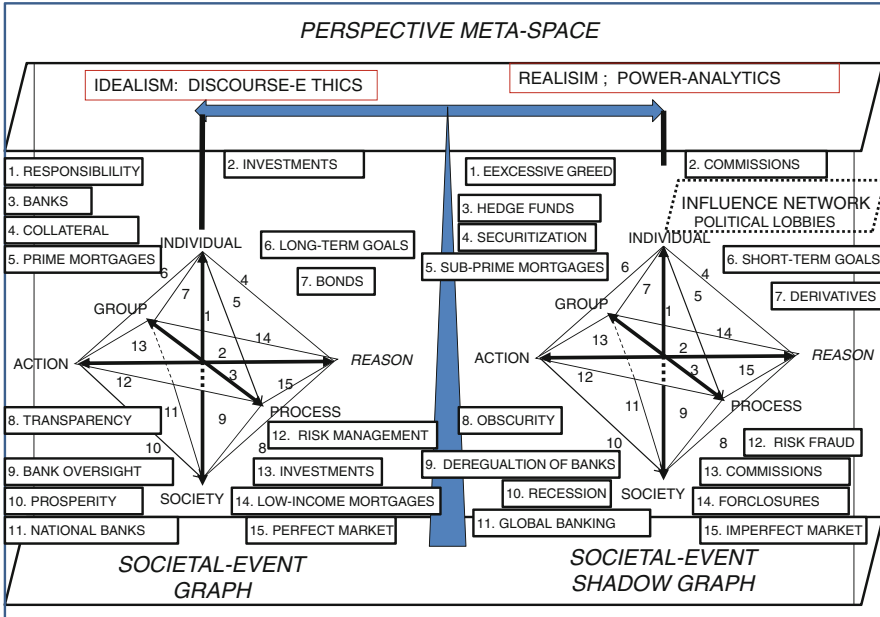 PERSPECTIVE META-SPACE
IDEALISM: DISCOURSE-E THICS
REALISIM ; POWER-ANALYTICS
1. RESPONSIBLILITY
2. INVESTMENTS
3. BANKS
4. COLLATERAL
5. PRIME MORTGAGES
INDIVIDUAL
6. LONG-TERM GOALS
7. BONDS
6
4
7
5
GROUP
1
14
13
2
ACTION
REASON
3
12
15
11
9
PROCESS
8. TRANSPARENCY
12. RISK MANAGEMENT
10
8
9. BANK OVERSIGHT
13. INVESTMENTS
10. PROSPERITY
SOCIETY
14. LOW-INCOME MORTGAGES
11. NATIONAL BANKS
15. PERFECT MARKET
SOCIETAL-EVENT
GRAPH
1. EEXCESSIVE GREED
2. COMMISSIONS
INFLUENCE NETWORK
POLITICAL LOBBIES
3. HEDGE FUNDS
4. SECURITIZATION
INDIVIDUAL
5. SUB-PRIME MORTGAGES
6. SHORT-TERM GOALS
7. DERIVATIVES
6
4
7
5
GROUP
1
14
13
2
ACTION
REASON
3
12
15
11
9
PROCESS
8. OBSCURITY
12. RISK FRAUD
10
8
9. DEREGUALTION OF BANKS
13. COMMISSIONS
10. RECESSION
SOCIETY
14. FORCLOSURES
11. GLOBAL BANKING
15. IMPERFECT MARKET
SOCIETAL-EVENT
SHADOW GRAPH